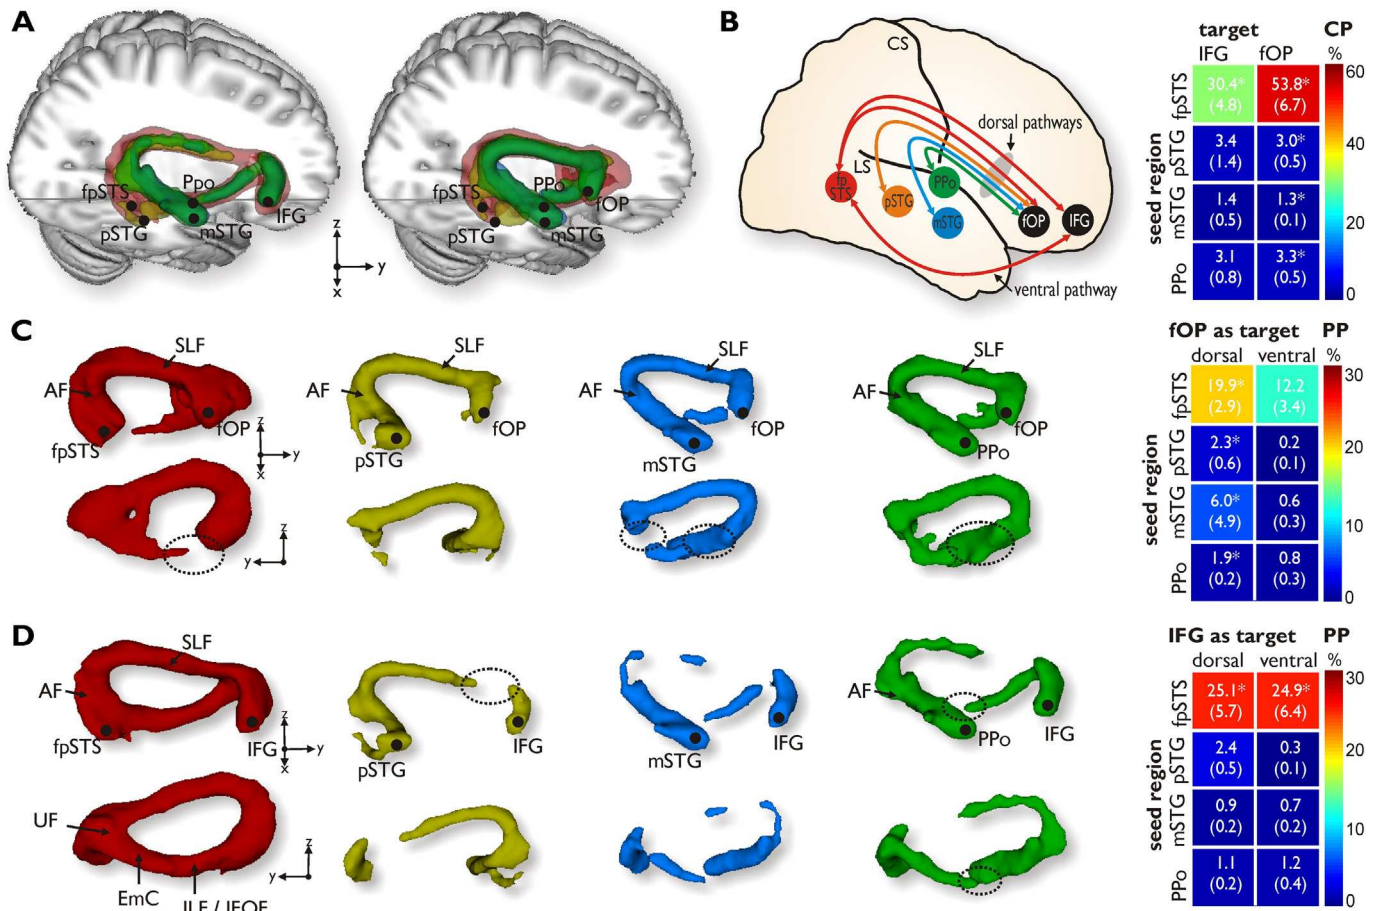 A
fpSTS
Ppo
pSTG
mSTG
IFG
z
y
x
fpSTS
PPo
fOP
pSTG
mSTG
B
CS
LS
dorsal pathways
fp
STS
pSTG
PPo
mSTG
fOP
IFG
ventral pathway
target CP
IFG fOP %
seed region
fpSTS 30.4* 53.8*
(4.8) (6.7)
pSTG 3.4 3.0*
(1.4) (0.5)
mSTG 1.4 1.3*
(0.5) (0.1)
PPo 3.1 3.3*
(0.8) (0.5)
60
40
20
0
C
SLF
AF
fpSTS
fOP
z
y
x
SLF
AF
pSTG
fOP
SLF
AF
mSTG
fOP
SLF
AF
PPo
fOP
z
y
fOP as target PP
dorsal ventral %
seed region
fpSTS 19.9* 12.2
(2.9) (3.4)
pSTG 2.3* 0.2
(0.6) (0.1)
mSTG 6.0* 0.6
(4.9) (0.3)
PPo 1.9* 0.8
(0.2) (0.3)
30
20
10
0
D
SLF
AF
fpSTS
IFG
z
y
x
pSTG
IFG
mSTG
IFG
AF
PPo
IFG
UF
EmC
z
y
IFG as target PP
dorsal ventral %
seed region
fpSTS 25.1* 24.9*
(5.7) (6.4)
pSTG 2.4 0.3
(0.5) (0.1)
mSTG 0.9 0.7
(0.2) (0.2)
PPo 1.1 1.2
(0.2) (0.4)
30
20
10
0